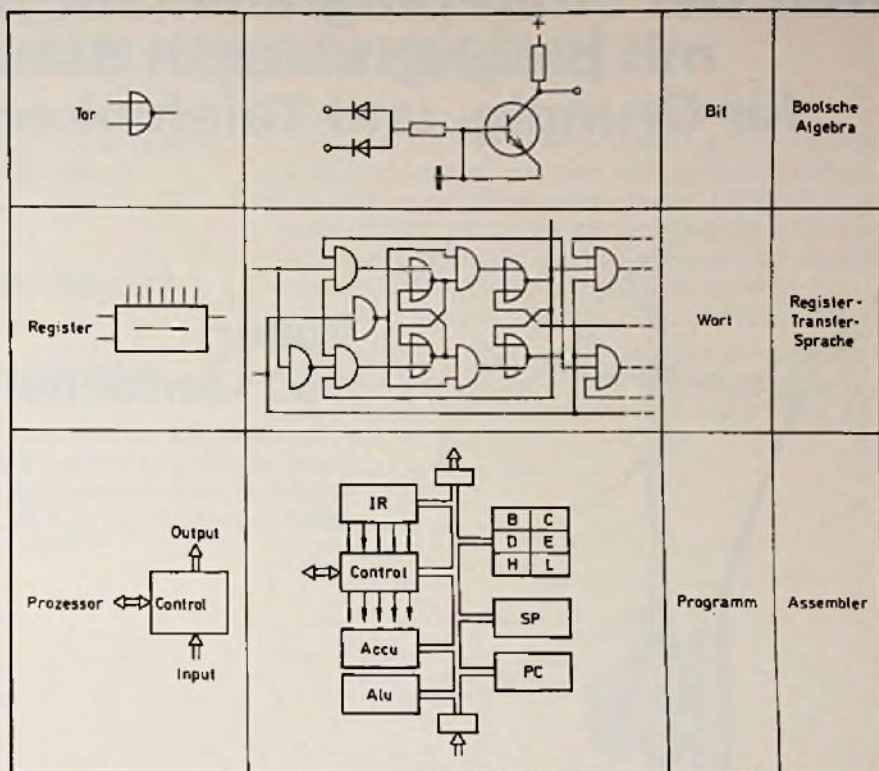 Tor
+
Bit
Boolsche
Algebra
Register
Wort
Register-
Transfer-
Sprache
Prozessor
Output
Control
Input
IR
Control
Accu
Alu
B C
D E
H L
SP
PC
Programm
Assembler